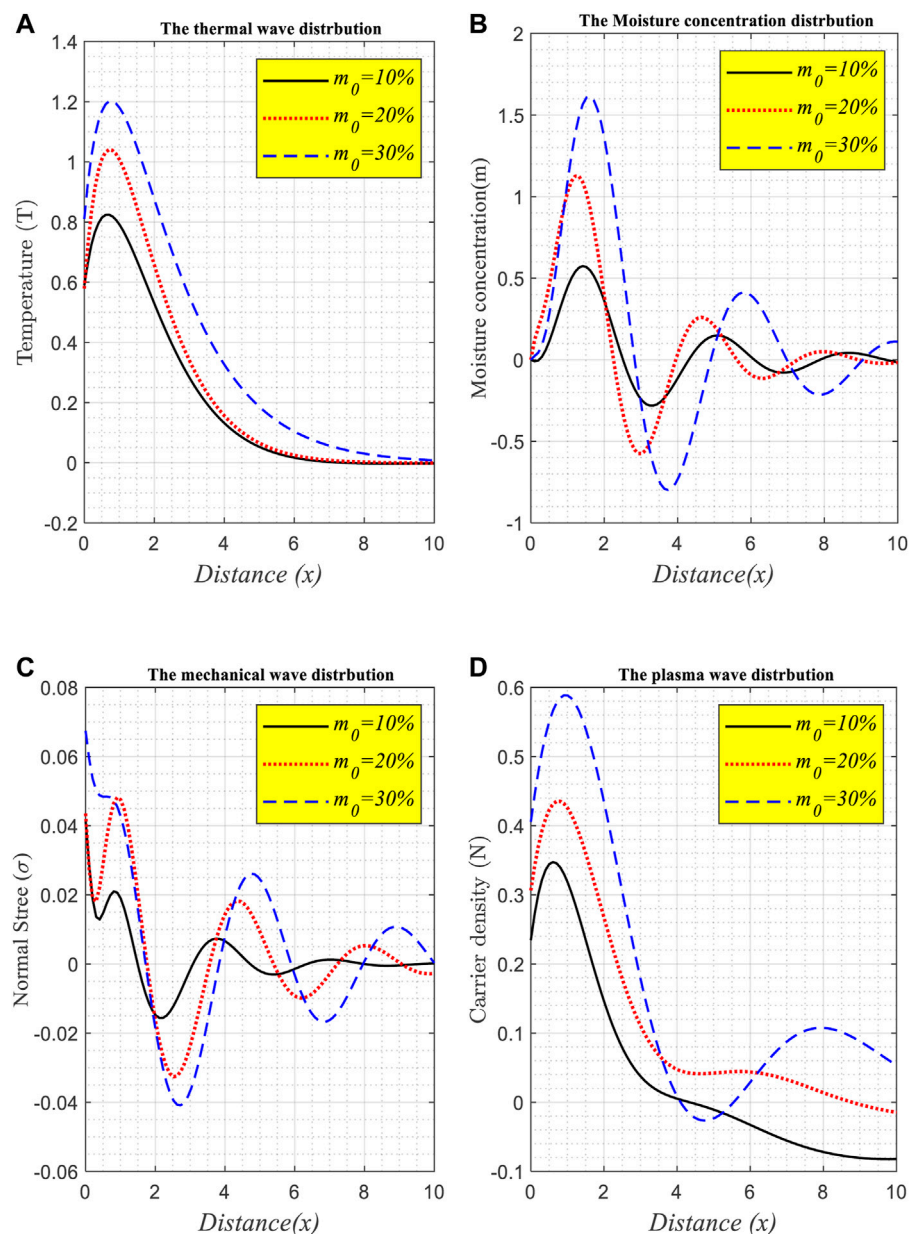 A
The thermal wave distrbution
1.4
1.2
1
0.8
0.6
0.4
0.2
0
-0.2
Temperature (T)
m0=10%
m0=20%
m0=30%
0 2 4 6 8 10
Distance (x)
B
The Moisture concentration distrbution
2
1.5
1
0.5
0
-0.5
-1
Moisture concentration(m)
m0=10%
m0=20%
m0=30%
0 2 4 6 8 10
Distance(x)
C
The mechanical wave distrbution
0.08
0.06
0.04
0.02
0
-0.02
-0.04
-0.06
Normal Stree (σ)
m0=10%
m0=20%
m0=30%
0 2 4 6 8 10
Distance(x)
D
The plasma wave distrbution
0.6
0.5
0.4
0.3
0.2
0.1
0
-0.1
Carrier density (N)
m0=10%
m0=20%
m0=30%
0 2 4 6 8 10
Distance(x)